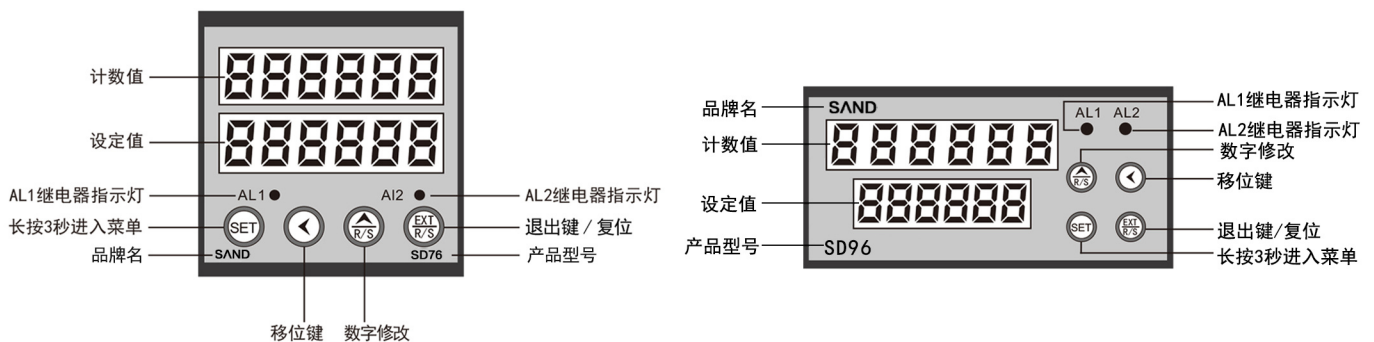 计数值
设定值
AL1继电器指示灯
AL1
AI2
AL2继电器指示灯
长按3秒进入菜单
SET
R/S
EXT
R/S
退出键/复位
品牌名
SAND
SD76
产品型号
移位键
数字修改
品牌名
SAND
AL1
AL2
AL1继电器指示灯
AL2继电器指示灯
计数值
数字修改
R/S
移位键
设定值
SET
EXT
R/S
退出键/复位
产品型号
SD96
长按3秒进入菜单